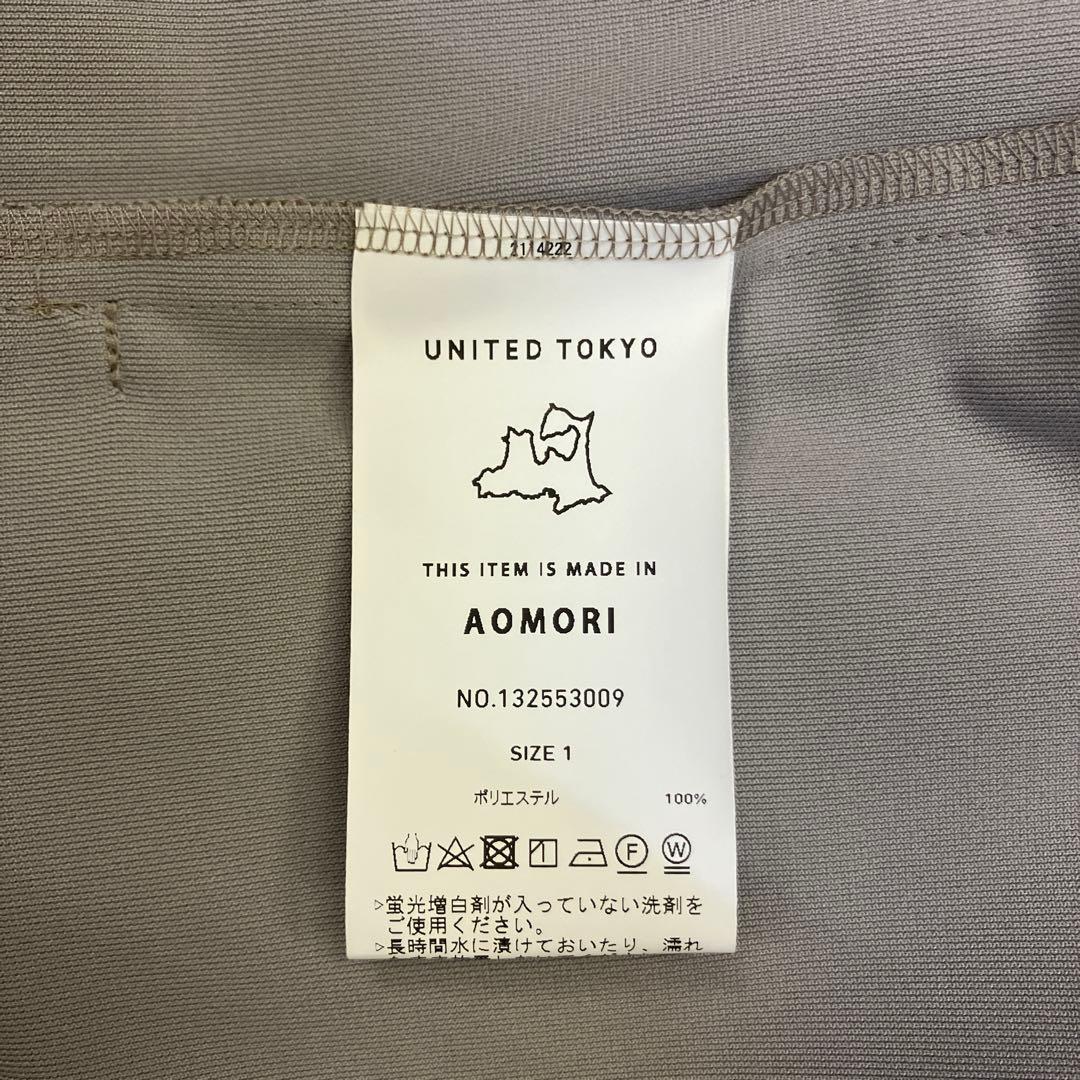 2114222
UNITED TOKYO
THIS ITEM IS MADE IN
AOMORI
NO.132553009
SIZE 1
ポリエステル 100%
F W
▷蛍光増白剤が入っていない洗剤を
ご使用ください。
▷長時間水に漬けておいたり、濡れ